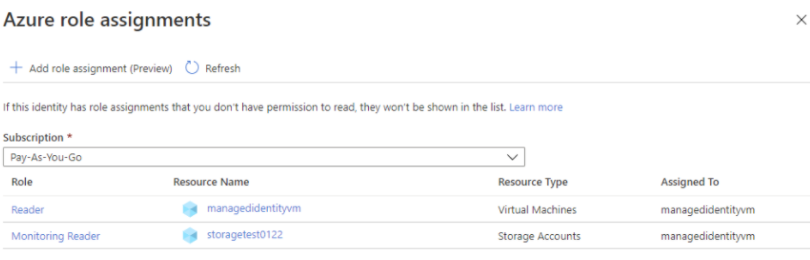 Azure role assignments
Add role assignment (Preview) Refresh
If this identity has role assignments that you don't have permission to read, they won't be shown in the list. Learn more
Subscription *
Pay-As-You-Go
Role Resource Name Resource Type Assigned To
Reader managedidentityvm Virtual Machines managedidentityvm
Monitoring Reader storagetest0122 Storage Accounts managedidentityvm